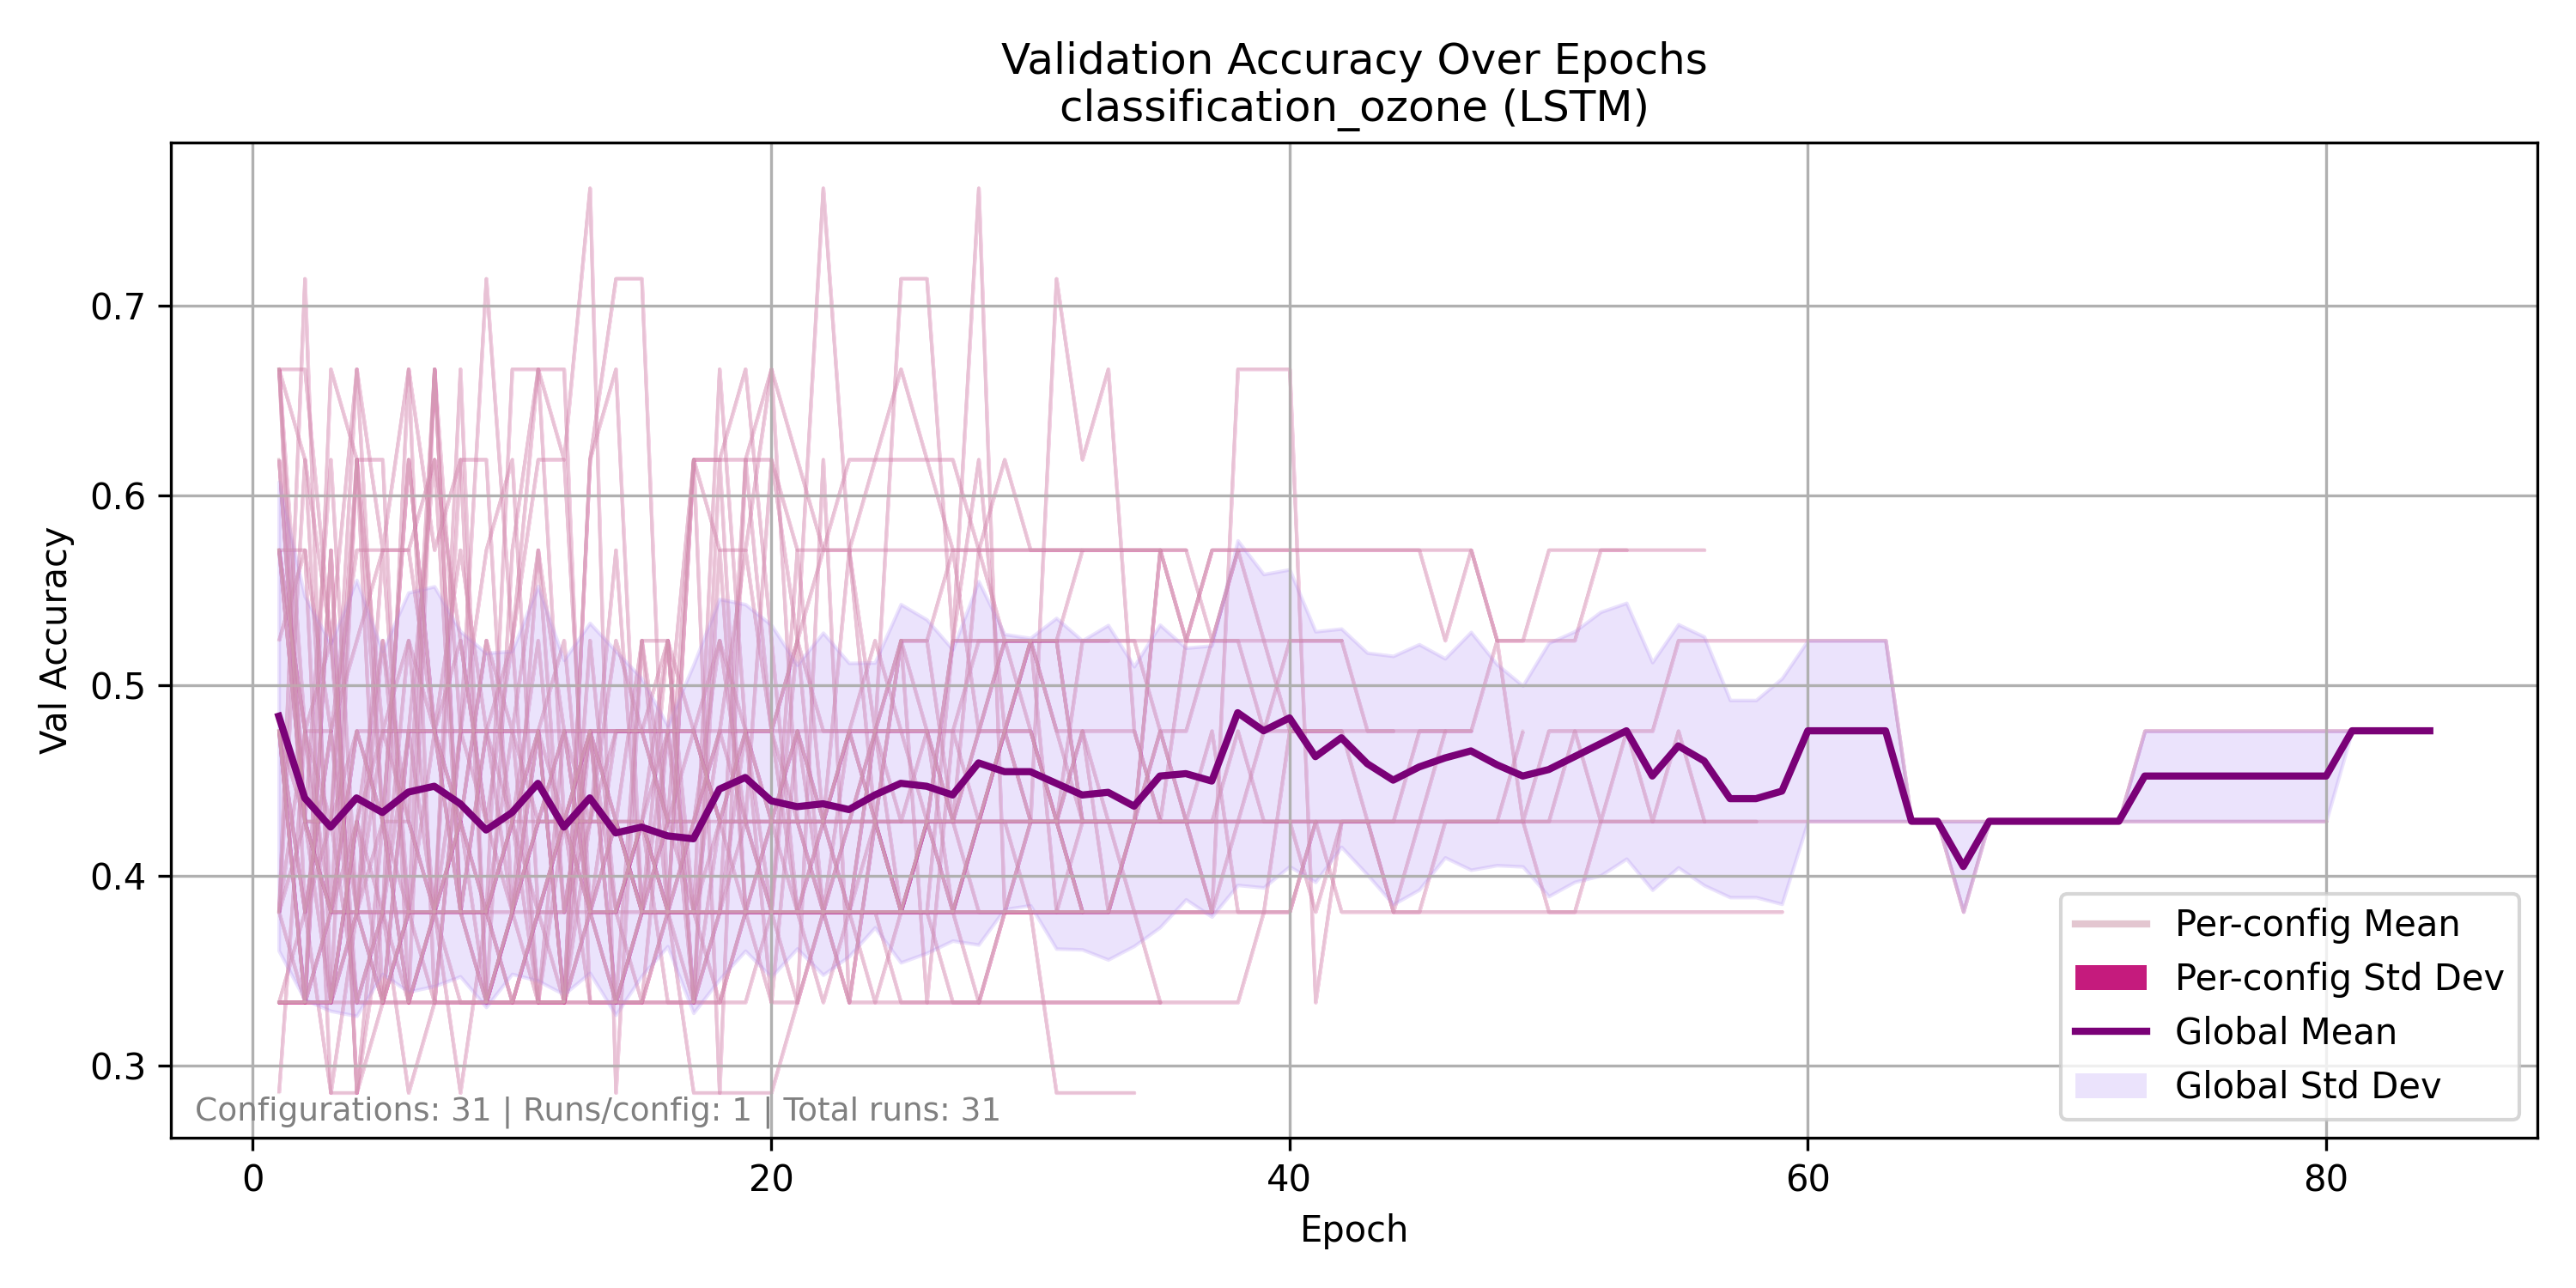 Validation Accuracy Over Epochs
classification_ozone (LSTM)
Val Accuracy
0.7
0.6
0.5
0.4
0.3
Per-config Mean
Per-config Std Dev
Global Mean
Global Std Dev
Configurations: 31 | Runs/config: 1 | Total runs: 31
0 20 40 60 80
Epoch